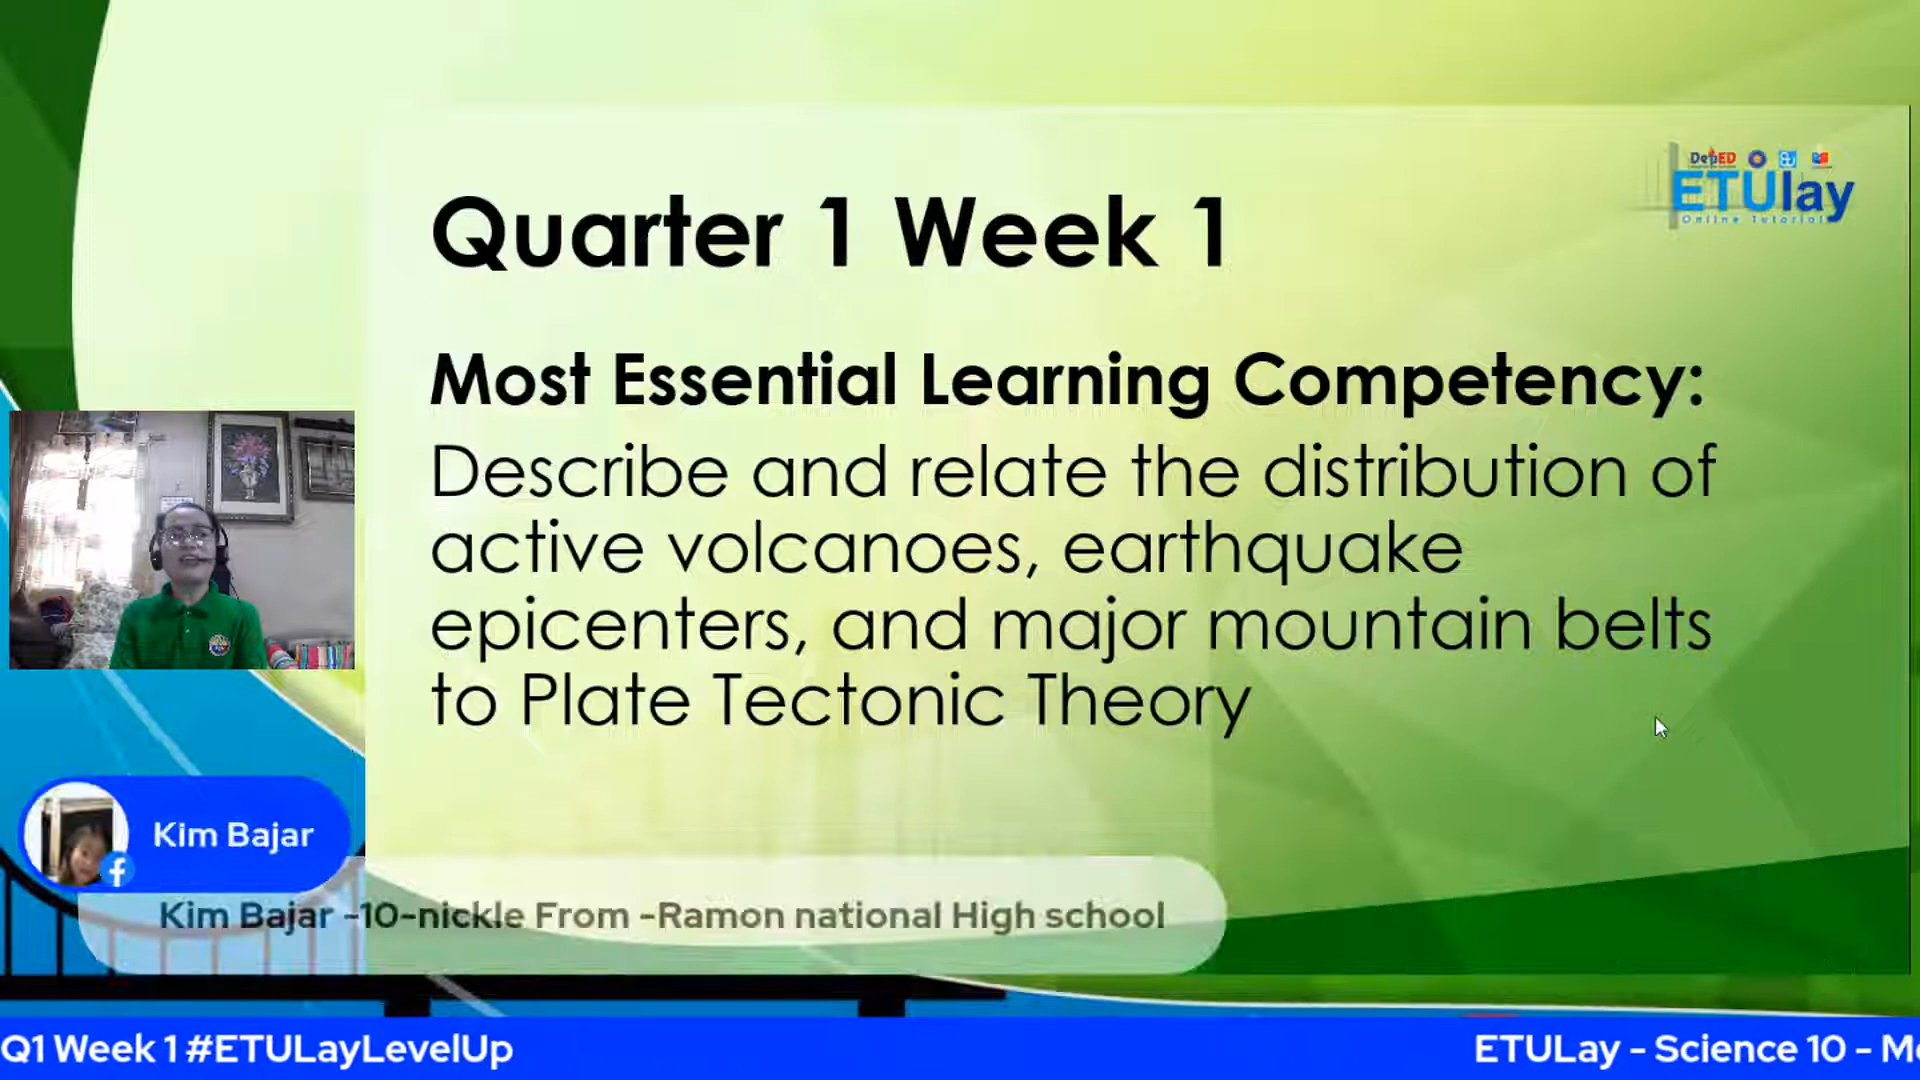 DepED
ETUlay
Online Tutorial
Quarter 1 Week 1
Most Essential Learning Competency:
Describe and relate the distribution of
active volcanoes, earthquake
epicenters, and major mountain belts
to Plate Tectonic Theory
Kim Bajar
Kim Bajar -10-nickle From -Ramon national High school
Q1 Week 1 #ETULayLevelUp
ETULay - Science 10 - M